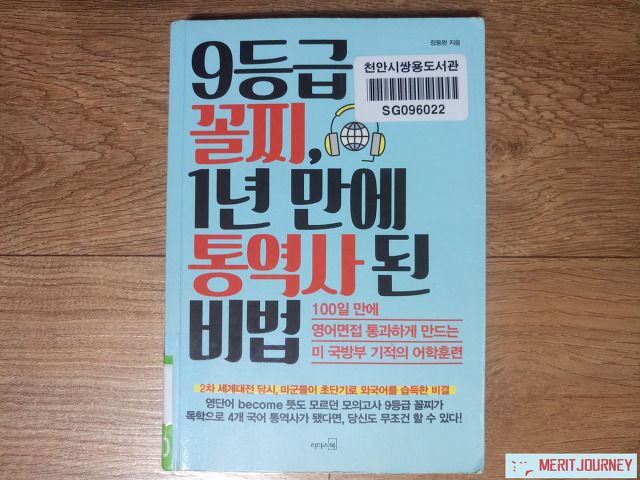 장동완 지음
9등급
천안시쌍용도서관
SG096022
꼴찌,
1년 만에
통역사 된
비법
100일 만에
영어면접 통과하게 만드는
미 국방부 기적의 어학훈련
2차 세계대전 당시, 미군들이 초단기로 외국어를 습득한 비결
영단어 become 뜻도 모르던 모의고사 9등급 꼴찌가
독학으로 4개 국어 통역사가 됐다면, 당신도 무조건 할 수 있다!
리더스북
MERIT JOURNEY